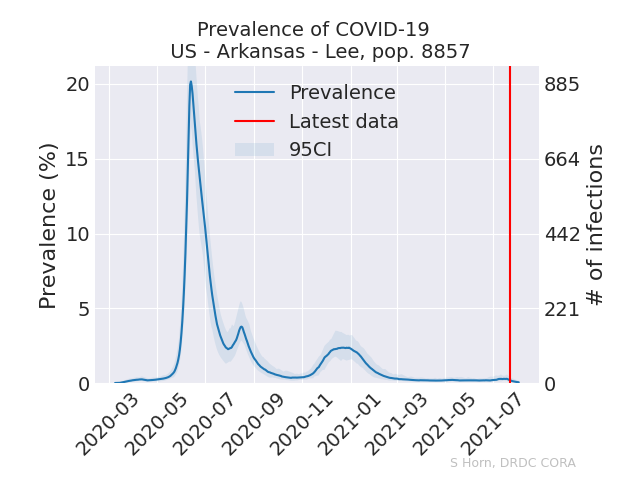 Prevalence of COVID-19
US - Arkansas - Lee, pop. 8857
Prevalence (%)
20
15
10
5
0
Prevalence
Latest data
95CI
885
664
442
221
0
# of infections
2020-03
2020-05
2020-07
2020-09
2020-11
2021-01
2021-03
2021-05
2021-07
S Horn, DRDC CORA